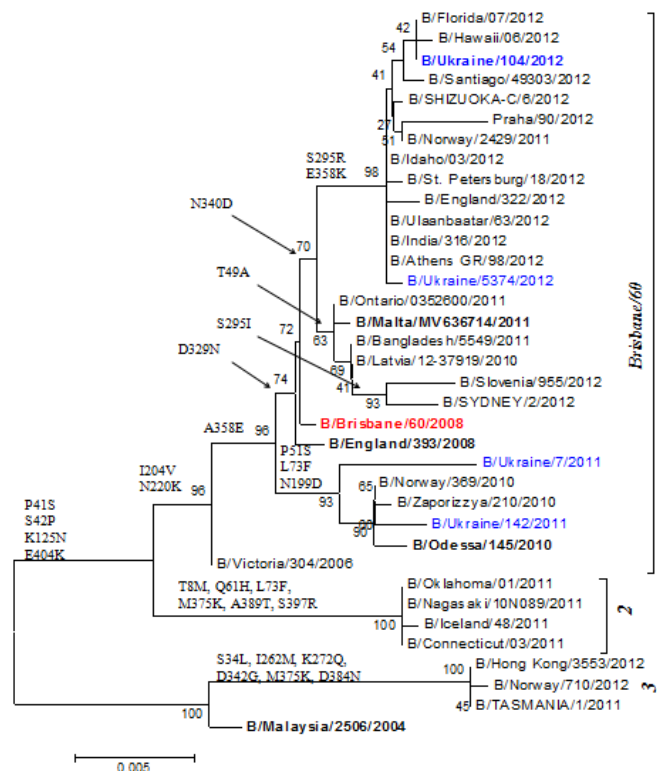 42
B/Florida/07/2012
B/Hawaii/06/2012
54
B/Ukraine/104/2012
41
B/Santiago/49303/2012
B/SHIZUOKA-C/6/2012
27
Praha/90/2012
51
B/Norway/2429/2011
S295R
E358K
98
B/Idaho/03/2012
B/St. Petersburg/18/2012
B/England/322/2012
N340D
B/Ulaanbaatar/63/2012
70
B/India/316/2012
B/Athens GR/98/2012
T49A
B/Ukraine/5374/2012
Brisbane/60
B/Ontario/0352600/2011
72
S295I
B/Malta/MV636714/2011
63
B/Bangladesh/5549/2011
D329N
B/Latvia/12-37919/2010
69
74
41
B/Slovenia/955/2012
93
B/SYDNEY/2/2012
B/Brisbane/60/2008
A358E
96
B/England/393/2008
P51S
L73F
N199D
B/Ukraine/7/2011
I204V
N220K
96
65
B/Norway/369/2010
93
B/Zaporizzya/210/2010
P41S
S42P
K125N
E404K
B/Ukraine/142/2011
90
B/Odessa/145/2010
B/Victoria/304/2006
T8M, Q61H, L73F,
M375K, A389T, S397R
B/Oklahoma/01/2011
B/Nagasaki/10N089/2011
2
100
B/Iceland/48/2011
B/Connecticut/03/2011
S34L, I262M, K272Q,
D342G, M375K, D384N
100
B/Hong Kong/3553/2012
B/Norway/710/2012
3
45
B/TASMANIA/1/2011
100
B/Malaysia/2506/2004
0.005